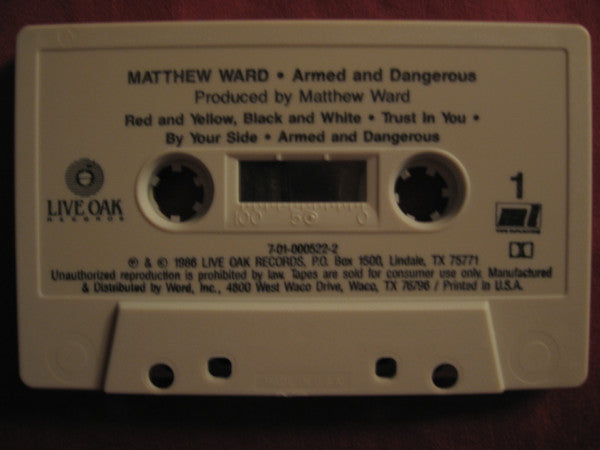 MATTHEW WARD • Armed and Dangerous
Produced by Matthew Ward
Red and Yellow, Black and White • Trust In You •
By Your Side • Armed and Dangerous
LIVE OAK
RECORDS
100 50 0
1
7-01-000522-2
℗ & © 1986 LIVE OAK RECORDS, P.O. Box 1500, Lindale, TX 75771
Unauthorized reproduction is prohibited by law. Tapes are sold for consumer use only. Manufactured
& Distributed by Word, Inc., 4800 West Waco Drive, Waco, TX 76796 / Printed in U.S.A.